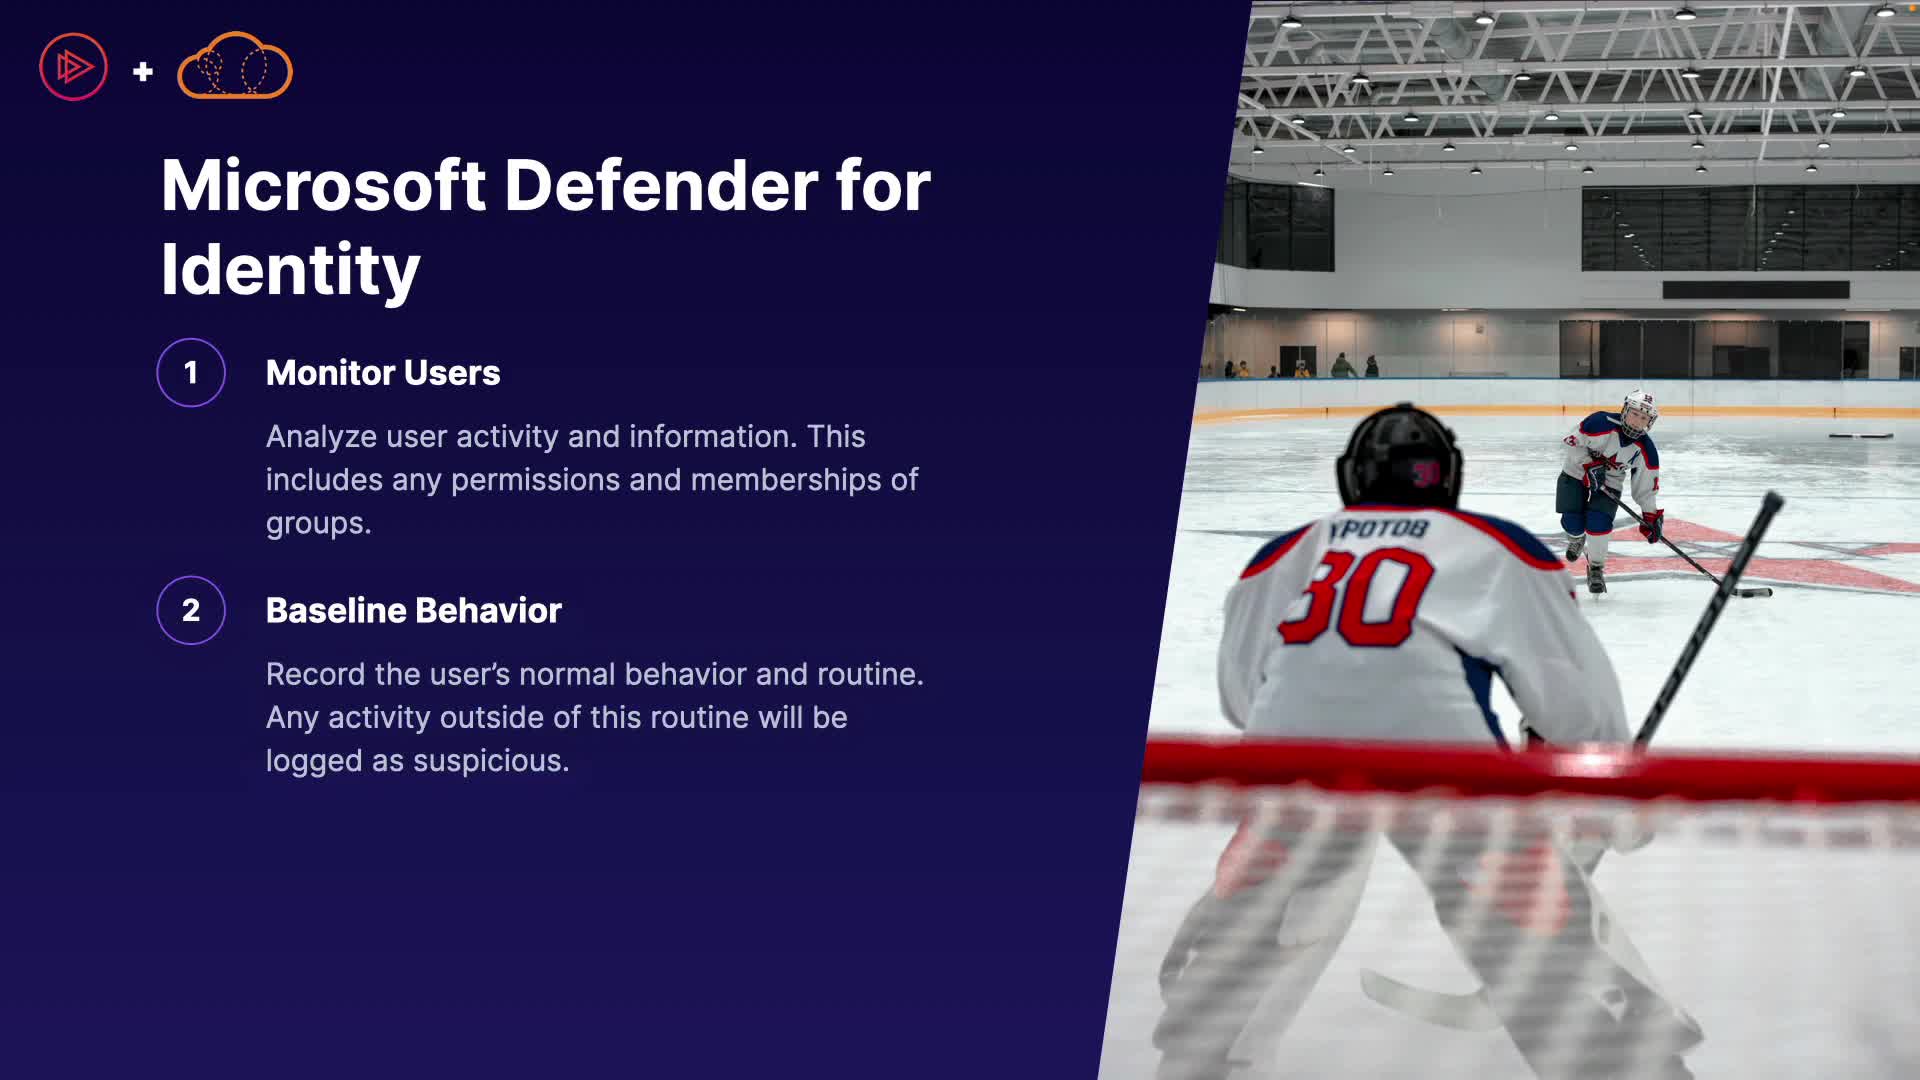 +
Microsoft Defender for
Identity
1
Monitor Users
Analyze user activity and information. This
includes any permissions and memberships of
groups.
2
Baseline Behavior
Record the user’s normal behavior and routine.
Any activity outside of this routine will be
logged as suspicious.
30
УРОТОВ
30